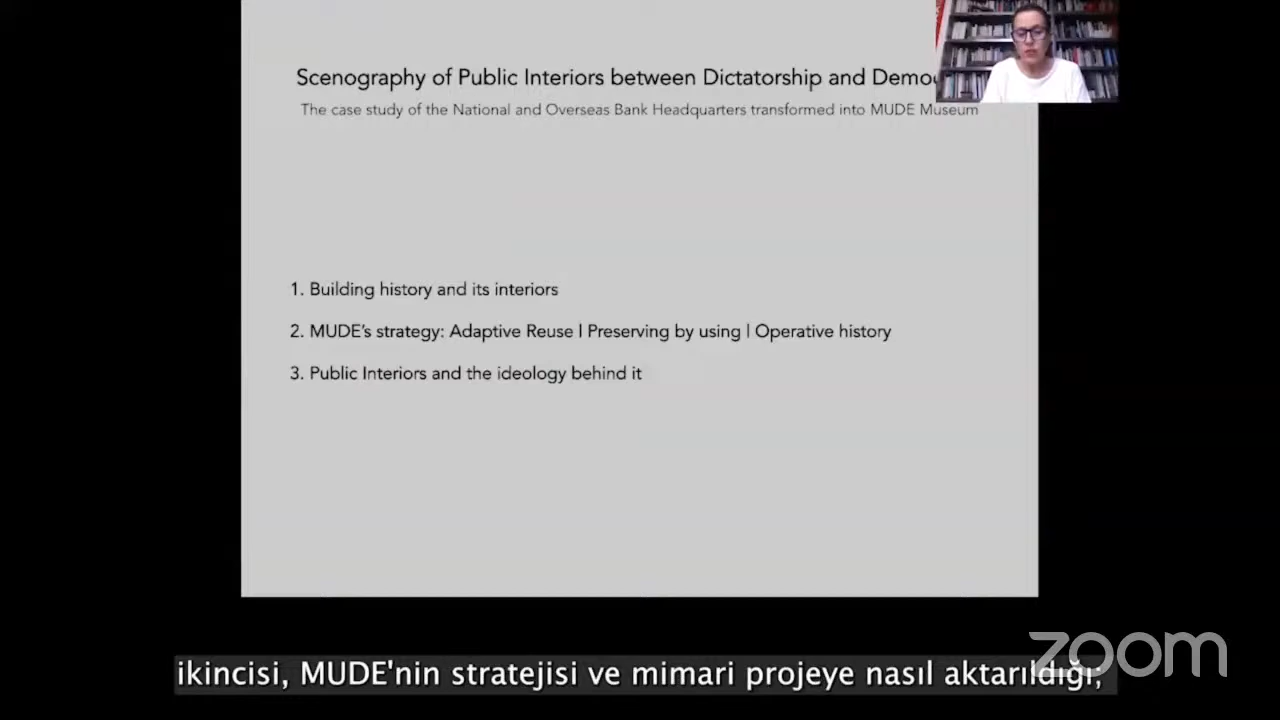 Scenography of Public Interiors between Dictatorship and Demo
The case study of the National and Overseas Bank Headquarters transformed into MUDE Museum
1. Building history and its interiors
2. MUDE's strategy: Adaptive Reuse | Preserving by using | Operative history
3. Public Interiors and the ideology behind it
zoom
ikincisi, MUDE'nin stratejisi ve mimari projeye nasıl aktarıldığı;